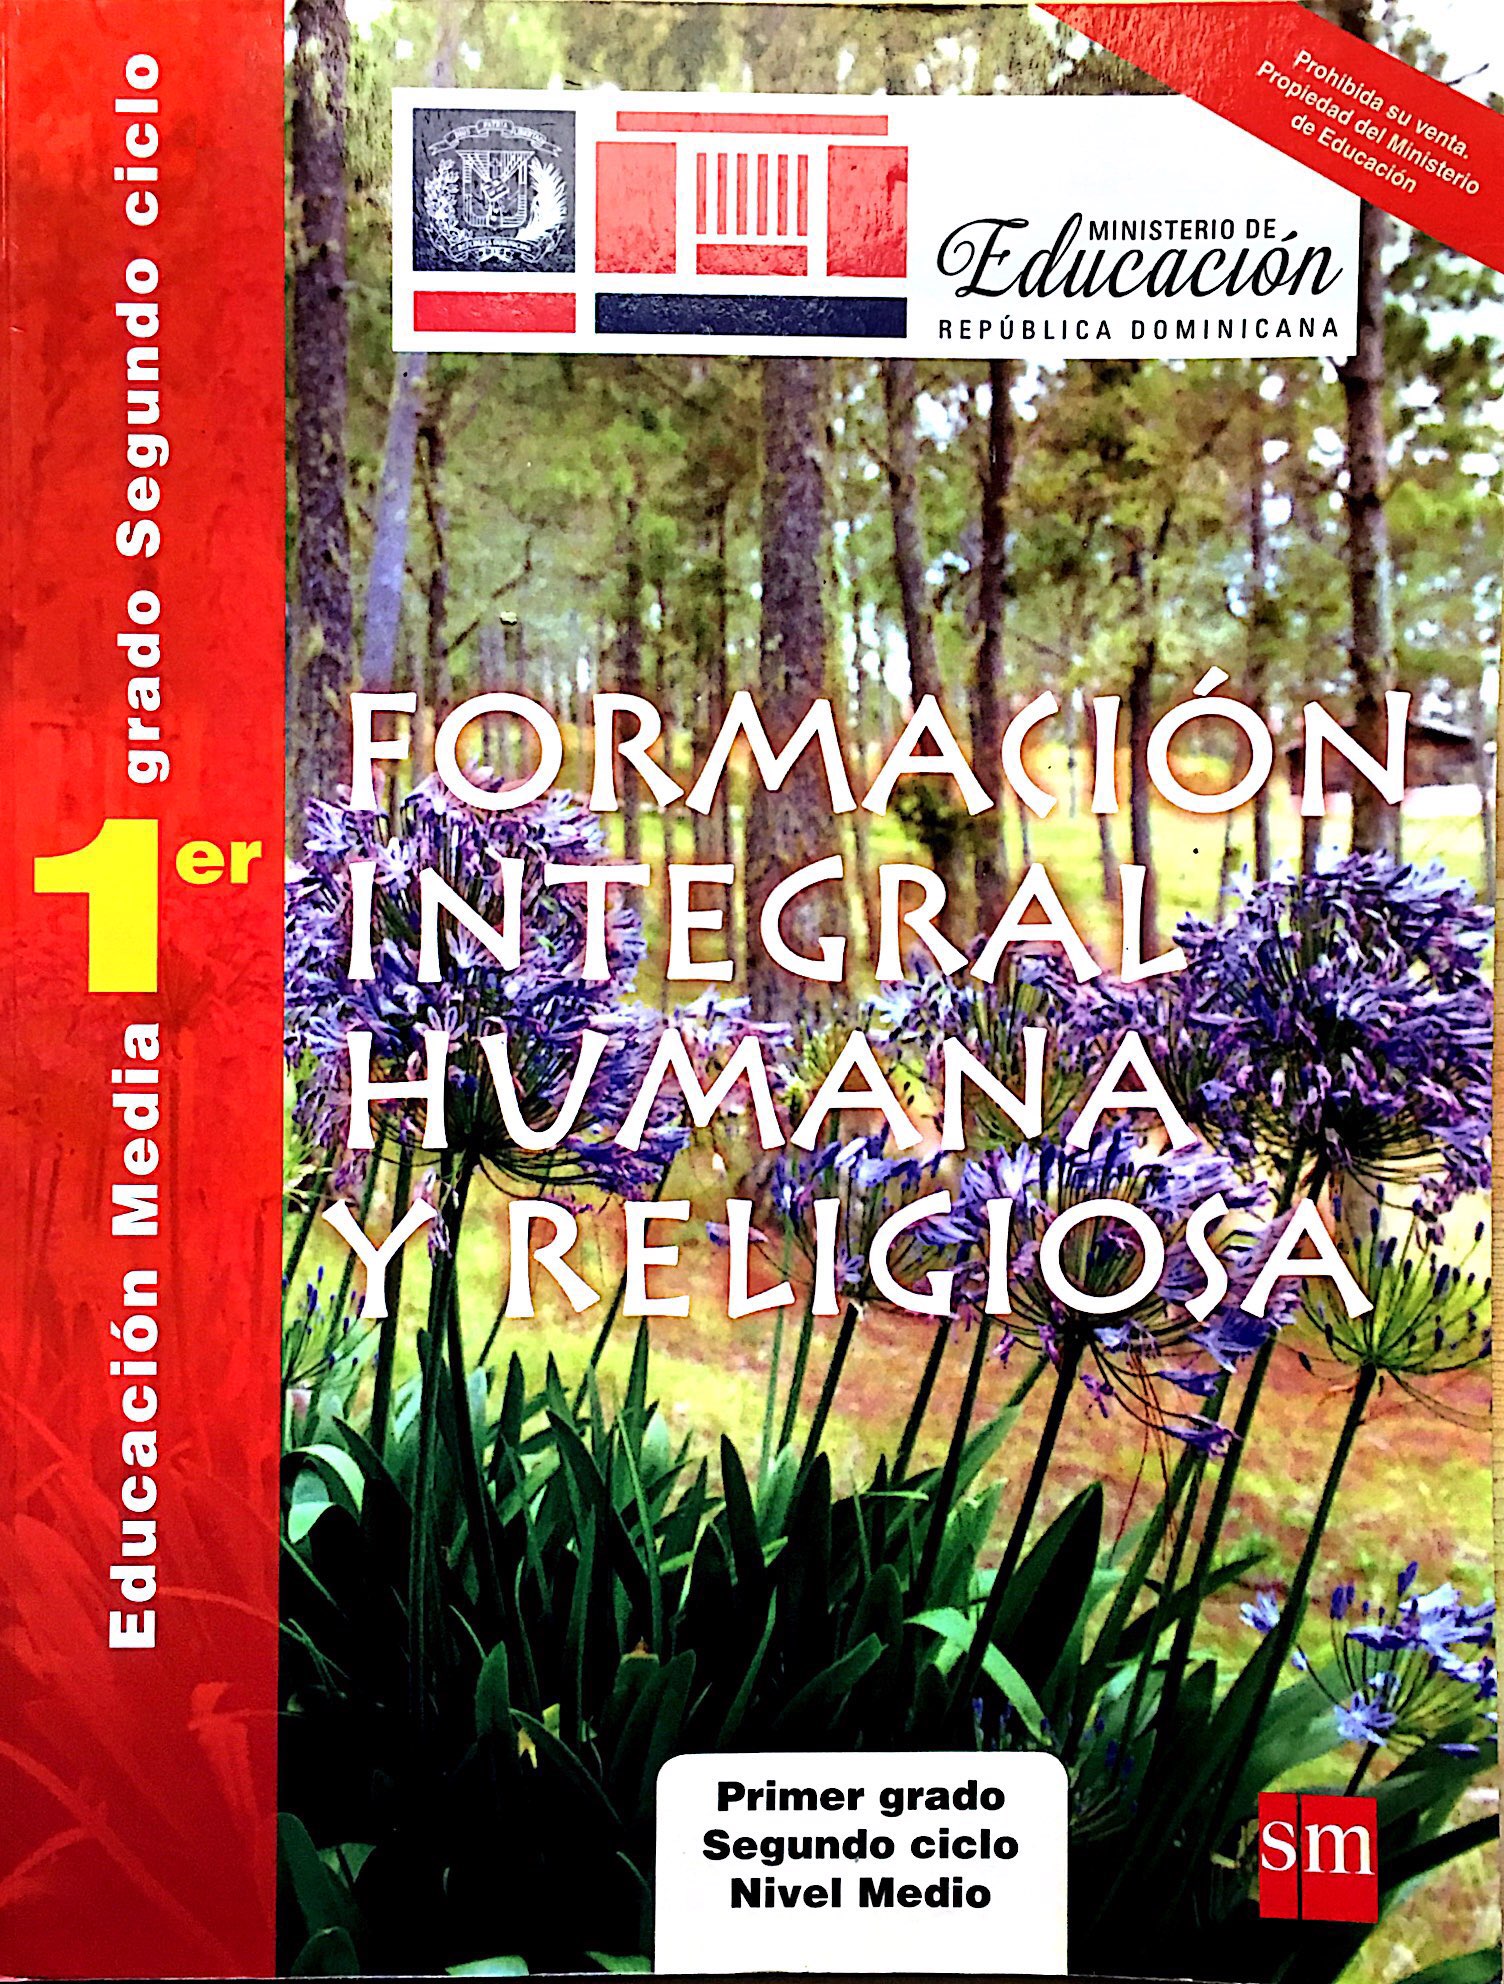 Prohibida su venta.
Propiedad del Ministerio
de Educación
MINISTERIO DE
Educación
REPÚBLICA DOMINICANA
Educación Media 1er grado Segundo ciclo
FORMACIÓN
INTEGRAL
HUMANA
Y RELIGIOSA
Primer grado
Segundo ciclo
Nivel Medio
sm